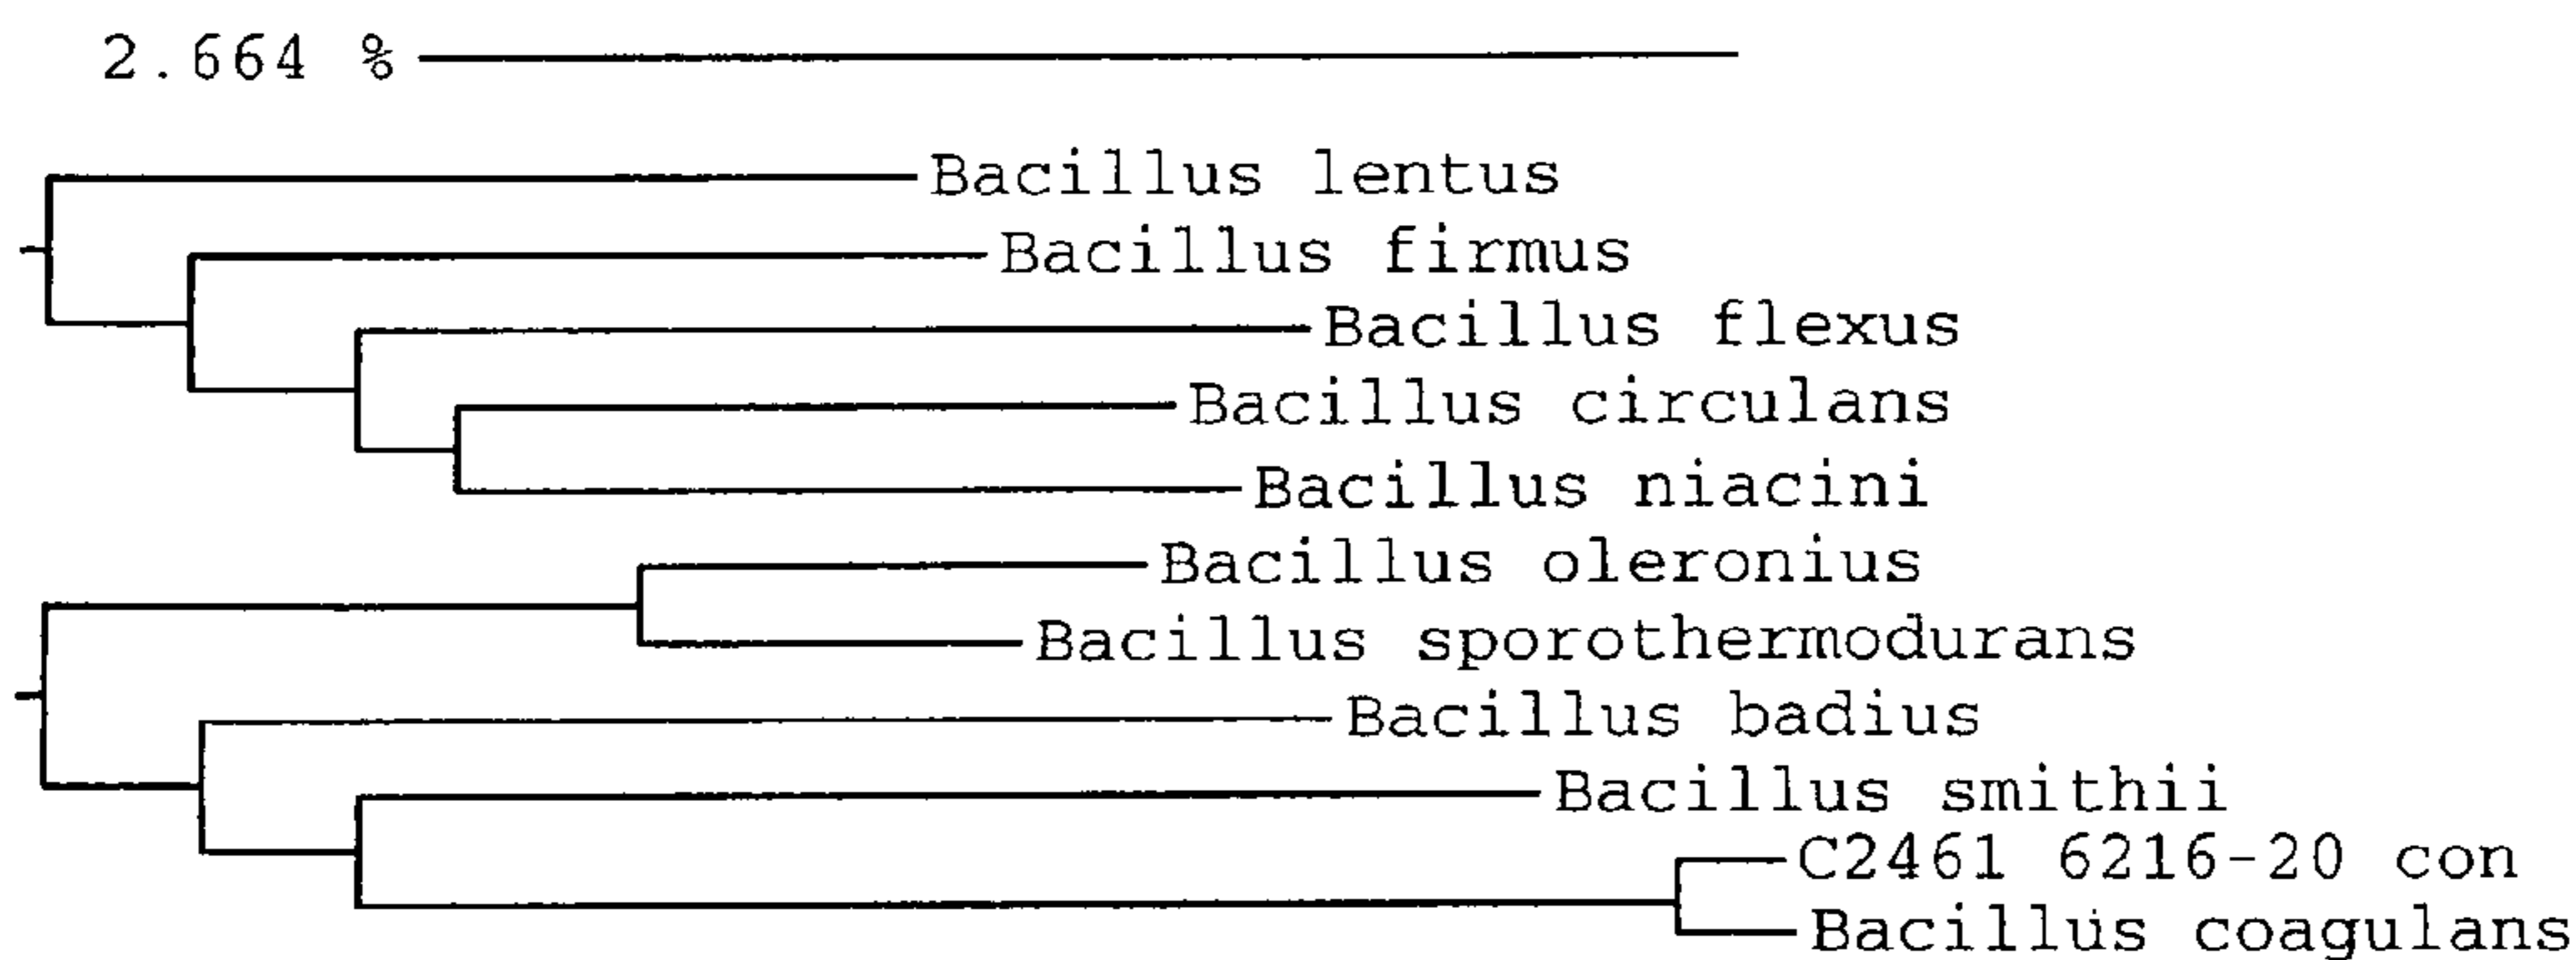 2.664 %
Bacillus lentus
Bacillus firmus
Bacillus flexus
Bacillus circulans
Bacillus niacini
Bacillus oleronius
Bacillus sporothermodurans
Bacillus badius
Bacillus smithii
C2461 6216-20 con
Bacillus coagulans